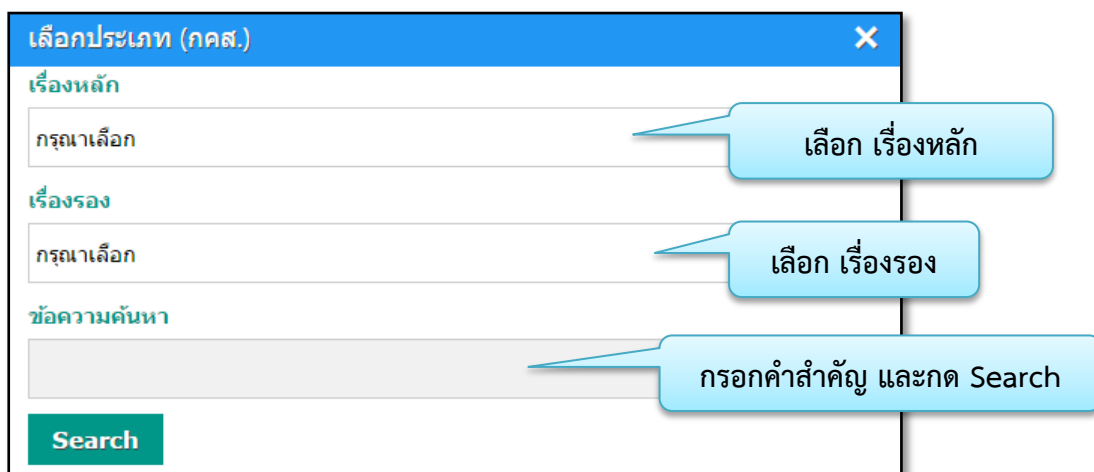 เลือกประเภท (กคส.)
เรื่องหลัก
กรุณาเลือก
เลือก เรื่องหลัก
เรื่องรอง
กรุณาเลือก
เลือก เรื่องรอง
ข้อความค้นหา
กรอกคำสำคัญ และกด Search
Search